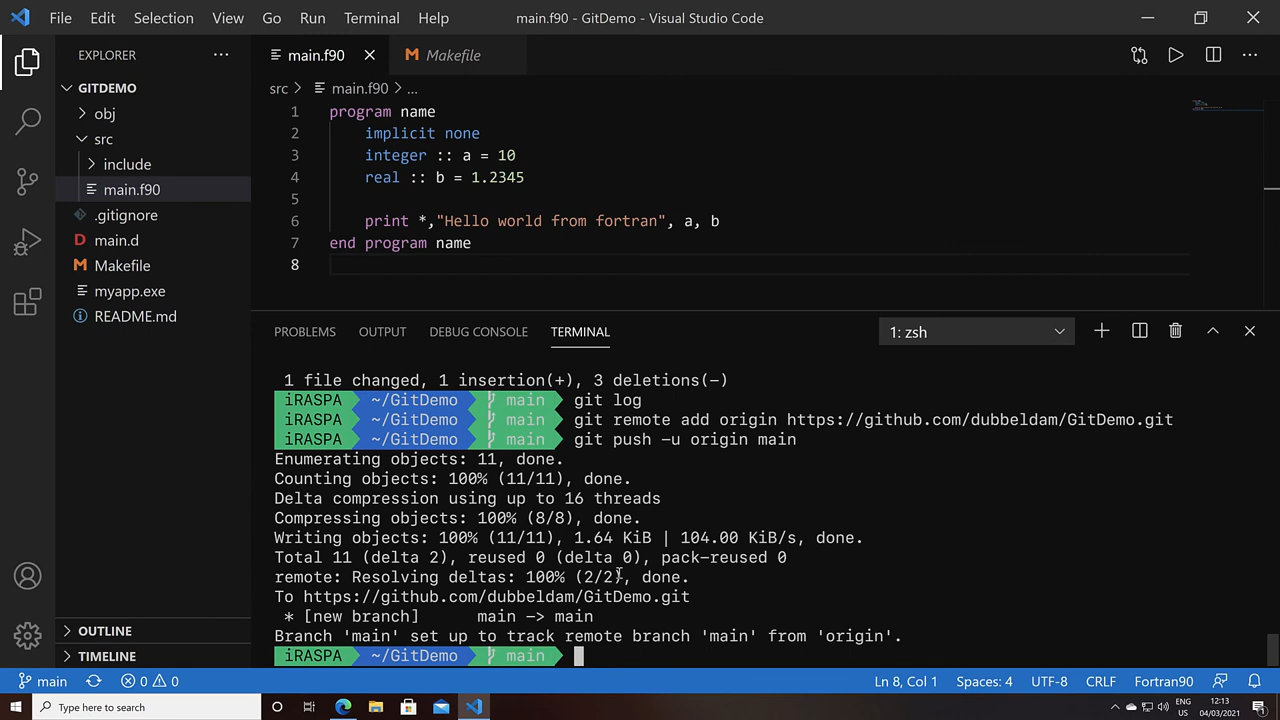 File Edit Selection View Go Run Terminal Help main.f90 - GitDemo - Visual Studio Code
EXPLORER ...
main.f90
Makefile
GITDEMO
obj
src
include
main.f90
.gitignore
D main.d
M Makefile
myapp.exe
README.md
OUTLINE
TIMELINE
src > main.f90 > ...
1 program name
2 implicit none
3 integer :: a = 10
4 real :: b = 1.2345
5
6 print *,"Hello world from fortran", a, b
7 end program name
8
PROBLEMS OUTPUT DEBUG CONSOLE TERMINAL 1: zsh
1 file changed, 1 insertion(+), 3 deletions(-)
iRASPA ~/GitDemo main git log
iRASPA ~/GitDemo main git remote add origin https://github.com/dubbeldam/GitDemo.git
iRASPA ~/GitDemo main git push -u origin main
Enumerating objects: 11, done.
Counting objects: 100% (11/11), done.
Delta compression using up to 16 threads
Compressing objects: 100% (8/8), done.
Writing objects: 100% (11/11), 1.64 KiB | 104.00 KiB/s, done.
Total 11 (delta 2), reused 0 (delta 0), pack-reused 0
remote: Resolving deltas: 100% (2/2), done.
To https://github.com/dubbeldam/GitDemo.git
* [new branch] main -> main
Branch 'main' set up to track remote branch 'main' from 'origin'.
iRASPA ~/GitDemo main
main 0 0 Ln 8, Col 1 Spaces: 4 UTF-8 CRLF Fortran90
Type here to search
ENG
US
12:13
04/03/2021